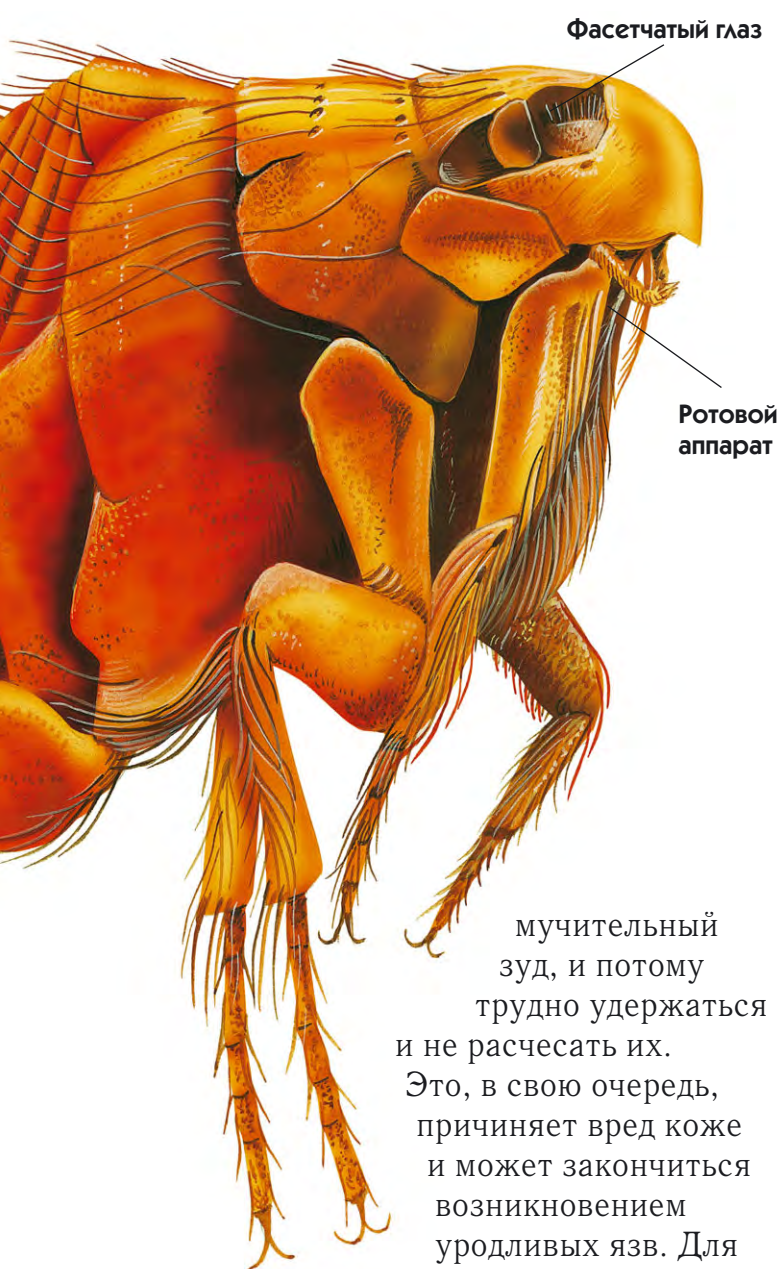 Фасетчатый глаз
Ротовой
аппарат
мучительный
зуд, и потому
трудно удержаться
и не расчесать их.
Это, в свою очередь,
причиняет вред коже
и может закончиться
возникновением
уродливых язв. Для